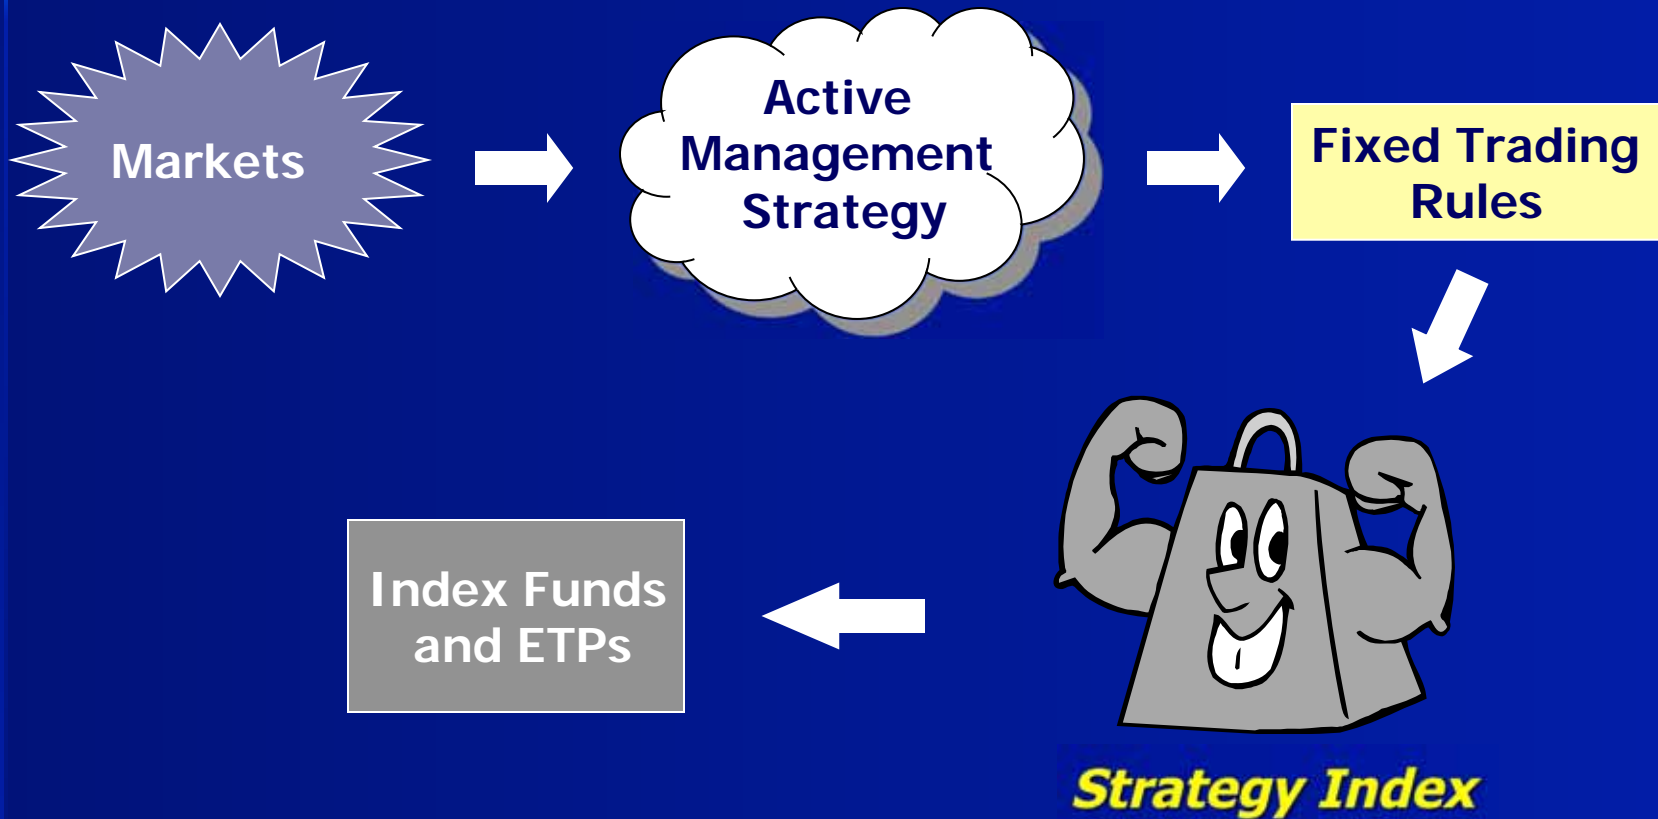 Markets
Active
Management
Strategy
Fixed Trading
Rules
Index Funds
and ETPs
Strategy Index